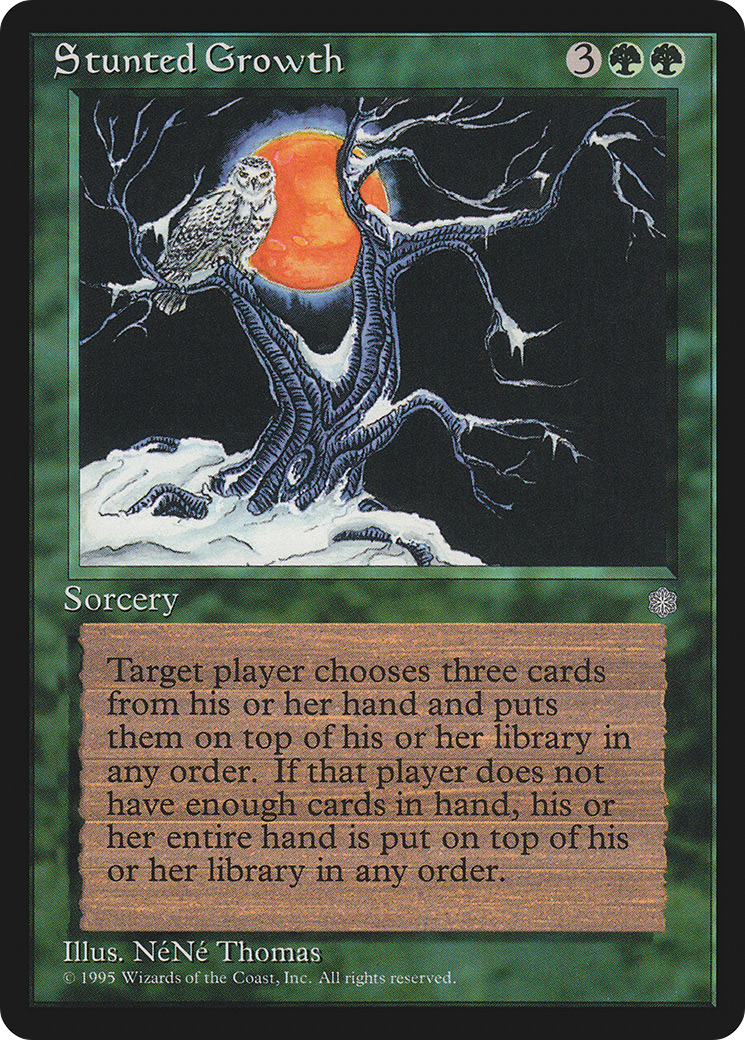 Stunted Growth 3
Sorcery
Target player chooses three cards
from his or her hand and puts
them on top of his or her library in
any order. If that player does not
have enough cards in hand, his or
her entire hand is put on top of his
or her library in any order.
Illus. NéNé Thomas
© 1995 Wizards of the Coast, Inc. All rights reserved.